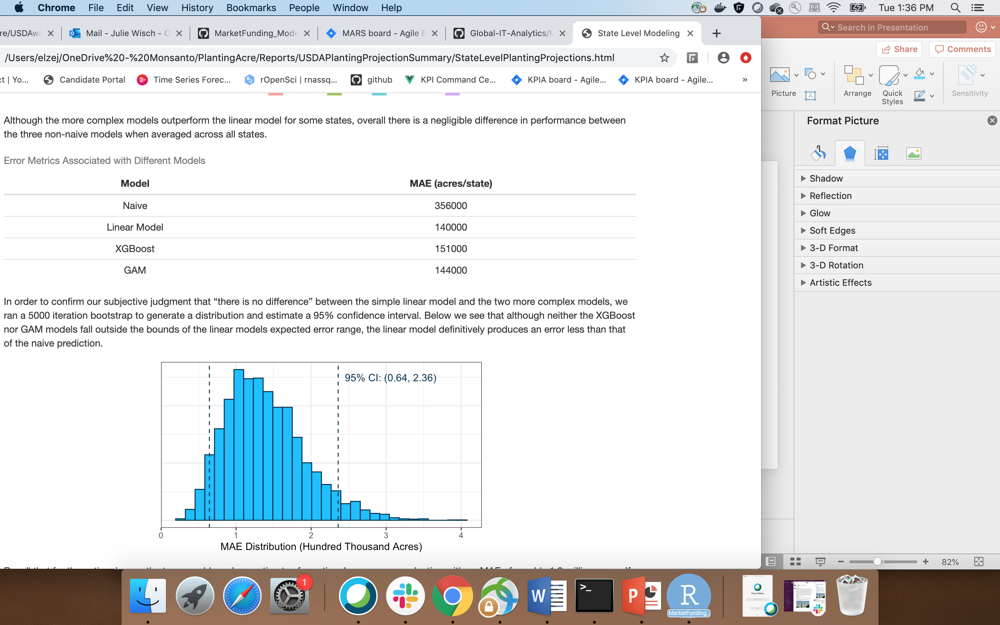 Chrome File Edit View History Bookmarks People Window Help Tue 1:36 PM
re/USDAwi Mail - Julie Wisch - O MarketFunding_Mode MARS board - Agile B Global-IT-Analytics/M State Level Modeling
Search in Presentation
Share Comments
/Users/elzej/OneDrive%20-%20Monsanto/PlantingAcre/Reports/USDAPlantingProjectionSummary/StateLevelPlantingProjections.html
ct | Yo... Candidate Portal Time Series Forec... rOpenSci | rnassq... github KPI Command Ce... KPIA board - Agile... KPIA board - Agile... »
Picture Arrange Quick Styles Sensitivity
Although the more complex models outperform the linear model for some states, overall there is a negligible difference in performance between
the three non-naive models when averaged across all states.
Error Metrics Associated with Different Models
Model MAE (acres/state)
Naive 356000
Linear Model 140000
XGBoost 151000
GAM 144000
In order to confirm our subjective judgment that “there is no difference” between the simple linear model and the two more complex models, we
ran a 5000 iteration bootstrap to generate a distribution and estimate a 95% confidence interval. Below we see that although neither the XGBoost
nor GAM models fall outside the bounds of the linear models expected error range, the linear model definitively produces an error less than that
of the naive prediction.
95% CI: (0.64, 2.36)
0 1 2 3 4
MAE Distribution (Hundred Thousand Acres)
Format Picture
Shadow
Reflection
Glow
Soft Edges
3-D Format
3-D Rotation
Artistic Effects
82%
1
W
>_
P
R
MarketFunding_
Cisco Webex